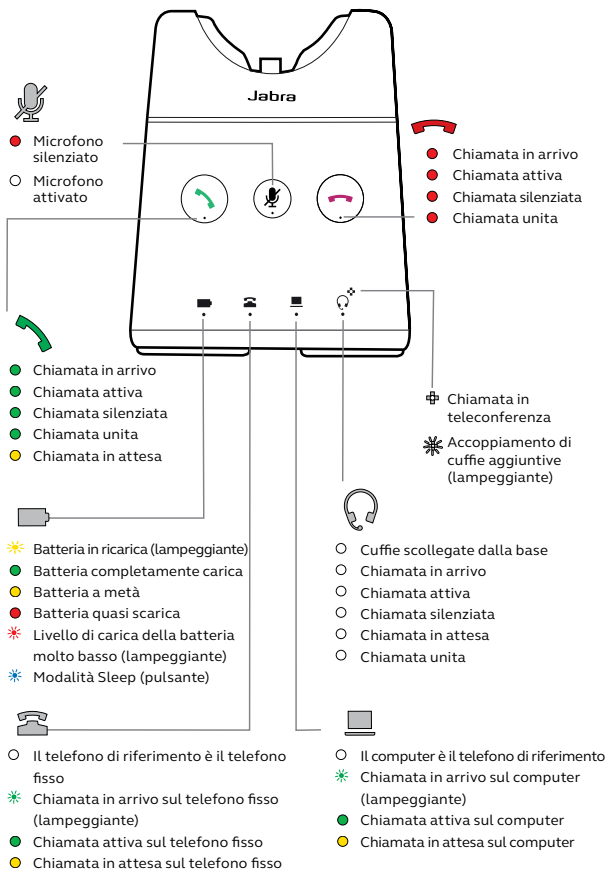 Jabra
Microfono
silenziato
Microfono
attivato
Chiamata in arrivo
Chiamata attiva
Chiamata silenziata
Chiamata unita
Chiamata in arrivo
Chiamata attiva
Chiamata silenziata
Chiamata unita
Chiamata in attesa
Chiamata in
teleconferenza
Accoppiamento di
cuffie aggiuntive
(lampeggiante)
Batteria in ricarica (lampeggiante)
Batteria completamente carica
Batteria a metà
Batteria quasi scarica
Livello di carica della batteria
molto basso (lampeggiante)
Modalità Sleep (pulsante)
Cuffie scollegate dalla base
Chiamata in arrivo
Chiamata attiva
Chiamata silenziata
Chiamata in attesa
Chiamata unita
Il telefono di riferimento è il telefono
fisso
Chiamata in arrivo sul telefono fisso
(lampeggiante)
Chiamata attiva sul telefono fisso
Chiamata in attesa sul telefono fisso
Il computer è il telefono di riferimento
Chiamata in arrivo sul computer
(lampeggiante)
Chiamata attiva sul computer
Chiamata in attesa sul computer